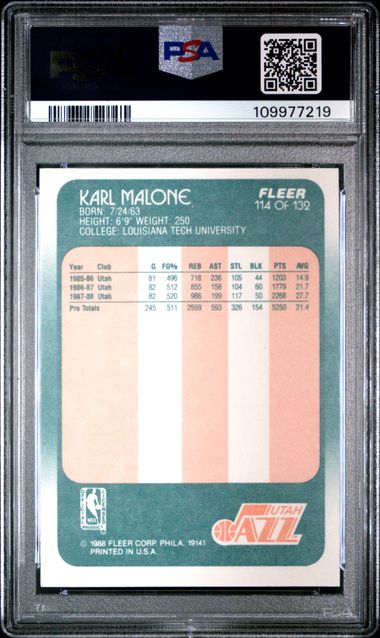 PSA
109977219
KARL MALONE
BORN: 7/24/63
HEIGHT: 6'9" WEIGHT: 250
COLLEGE: LOUISIANA TECH UNIVERSITY
FLEER
114 OF 132
Year Club G FG% REB AST STL BLK PTS AVG
1985-86 Utah 81 .496 718 236 105 44 1203 14.9
1986-87 Utah 82 .512 855 158 104 60 1779 21.7
1987-88 Utah 82 .520 986 199 117 50 2268 27.7
Pro Totals 245 .511 2559 593 326 154 5250 21.4
NBA
PRODUCT
UTAH
JAZZ
© 1988 FLEER CORP. PHILA. 19141
PRINTED IN U.S.A.